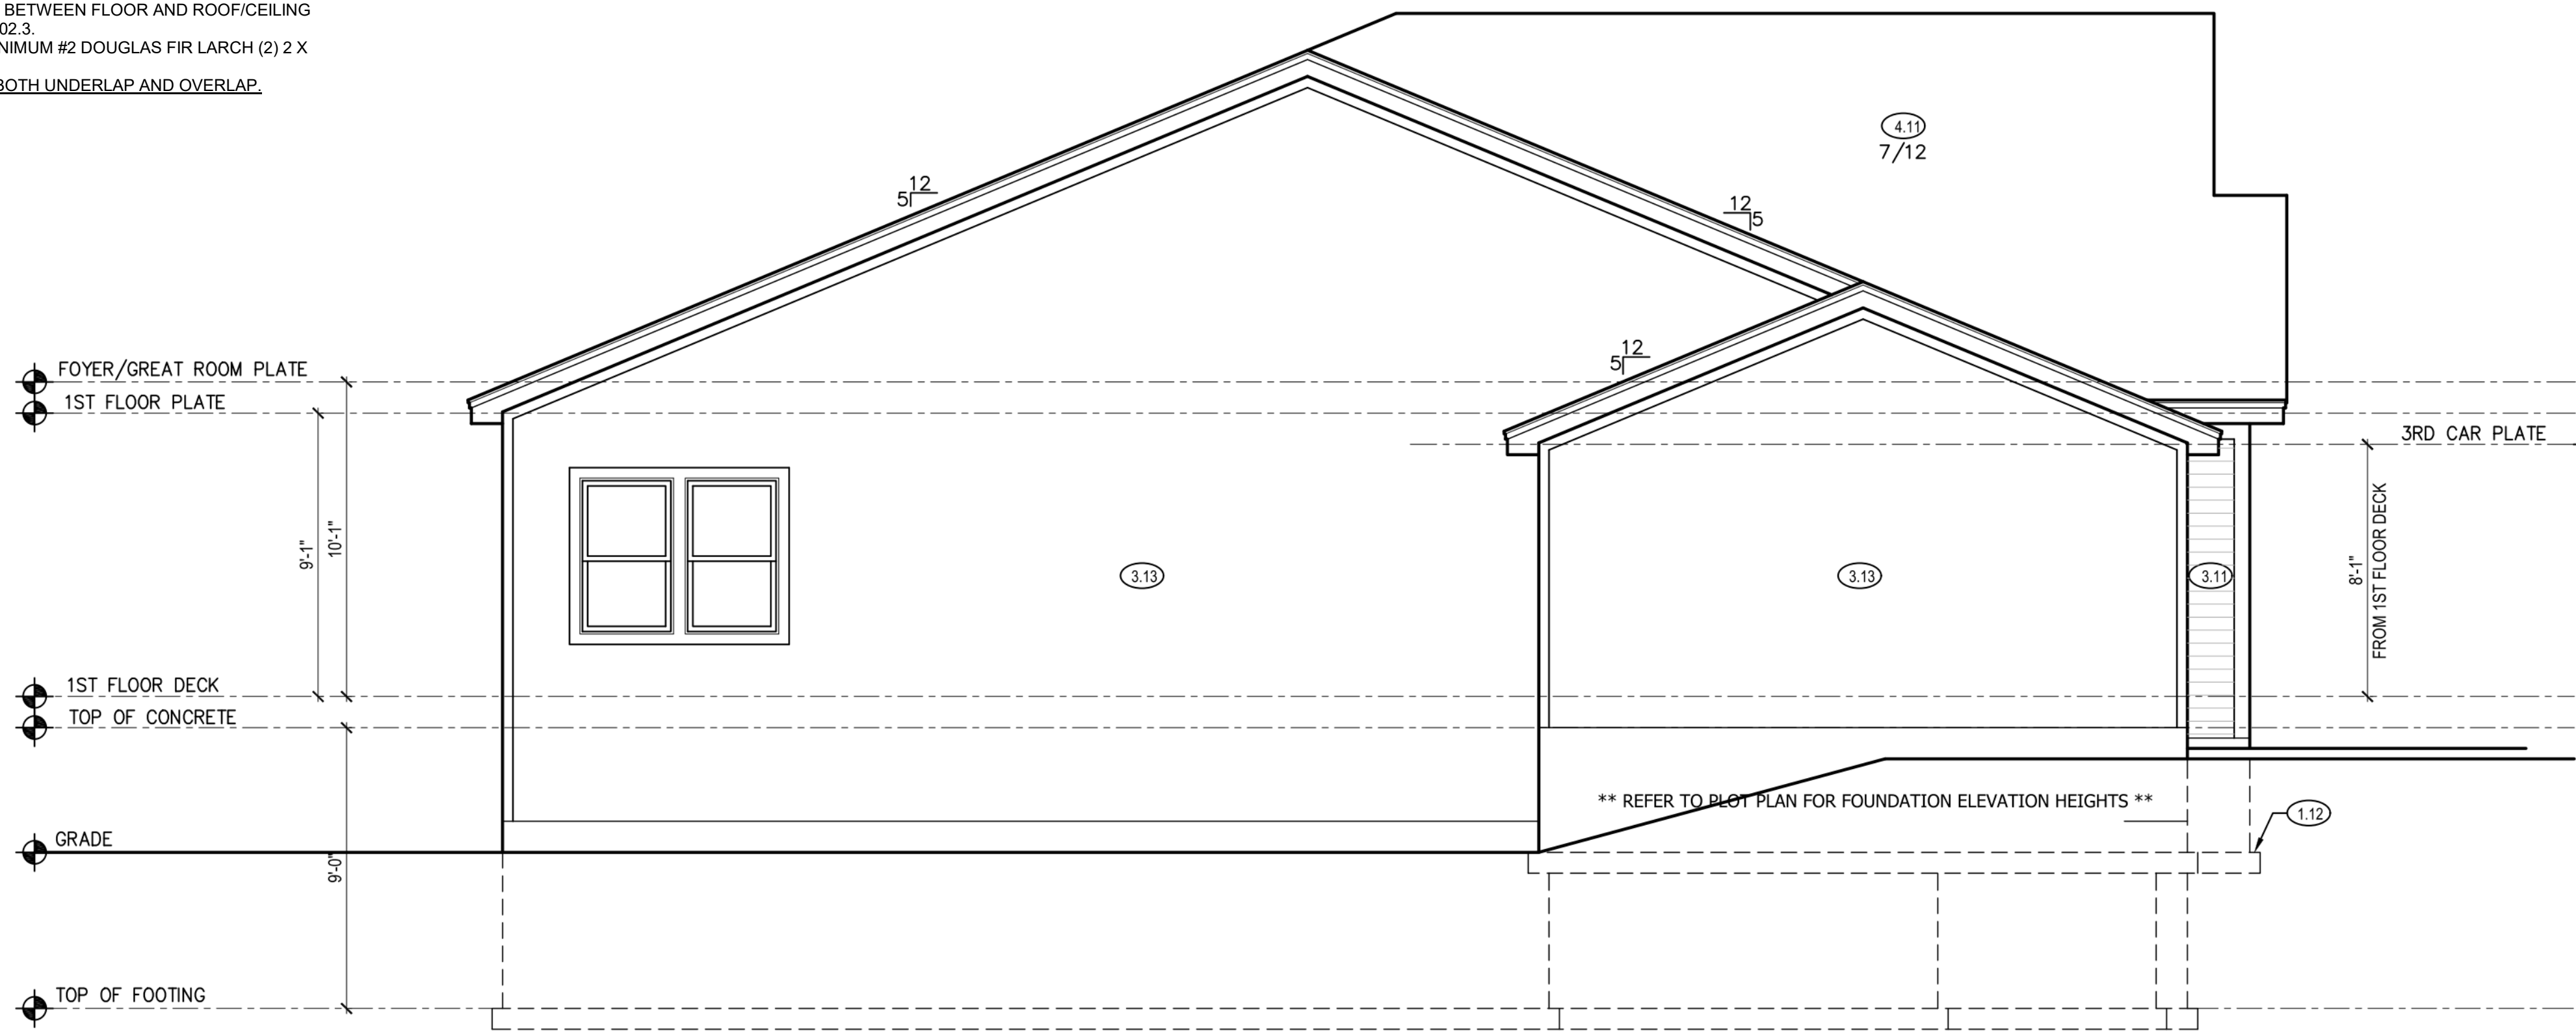 BETWEEN FLOOR AND ROOF/CEILING
02.3.
NIMUM #2 DOUGLAS FIR LARCH (2) 2 X
BOTH UNDERLAP AND OVERLAP.
4.11
7/12
12
5
12
5
12
5
FOYER/GREAT ROOM PLATE
1ST FLOOR PLATE
3RD CAR PLATE
9'-1"
10'-1"
3.13
3.13
3.11
8'-1"
FROM 1ST FLOOR DECK
1ST FLOOR DECK
TOP OF CONCRETE
** REFER TO PLOT PLAN FOR FOUNDATION ELEVATION HEIGHTS **
1.12
GRADE
9'-0"
TOP OF FOOTING